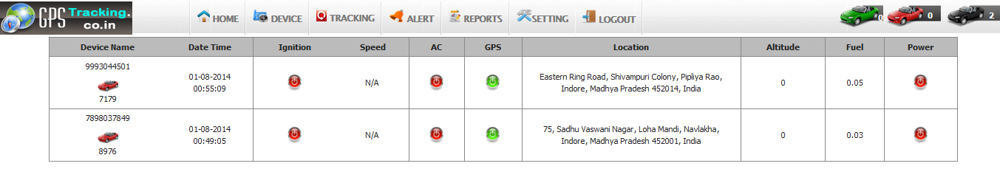 GPS Tracking.
co.in
HOME
DEVICE
TRACKING
ALERT
REPORTS
SETTING
LOGOUT
0
0
2
Device Name Date Time Ignition Speed AC GPS Location Altitude Fuel Power
9993044501
7179
01-08-2014
00:55:09
N/A
Eastern Ring Road, Shivampuri Colony, Pipliya Rao,
Indore, Madhya Pradesh 452014, India
0
0.05
7898037849
8976
01-08-2014
00:49:05
N/A
75, Sadhu Vaswani Nagar, Loha Mandi, Navlakha,
Indore, Madhya Pradesh 452001, India
0
0.03